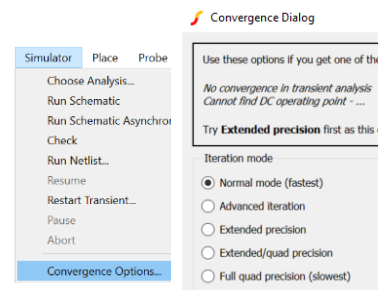 Simulator Place Probe
Choose Analysis...
Run Schematic
Run Schematic Asynchro
Check
Run Netlist...
Resume
Restart Transient...
Pause
Abort
Convergence Options...
Convergence Dialog
Use these options if you get one of the
No convergence in transient analysis
Cannot find DC operating point - ...
Try Extended precision first as this
Iteration mode
Normal mode (fastest)
Advanced iteration
Extended precision
Extended/quad precision
Full quad precision (slowest)